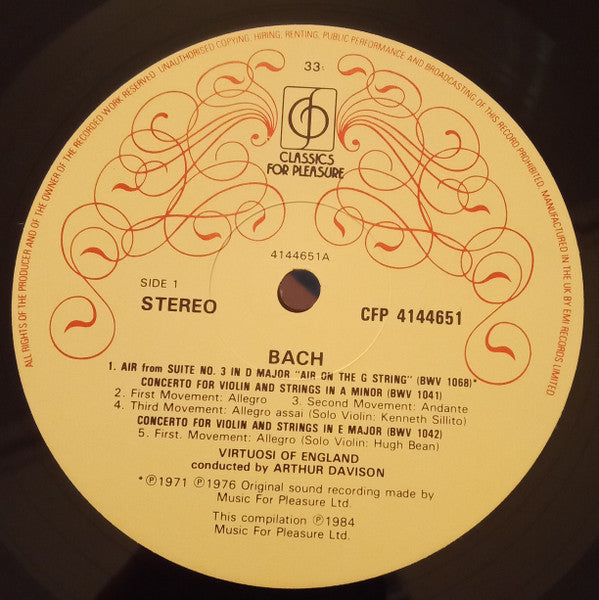 ALL RIGHTS OF THE PRODUCER AND OF THE OWNER OF THE RECORDED WORK RESERVED. UNAUTHORISED COPYING, HIRING, RENTING, PUBLIC PERFORMANCE AND BROADCASTING OF THIS RECORD PROHIBITED. MANUFACTURED IN THE UK BY EMI RECORDS LIMITED
33
CLASSICS
FOR PLEASURE
4144651A
SIDE 1
STEREO
CFP 4144651
BACH
1. AIR from SUITE NO. 3 IN D MAJOR "AIR ON THE G STRING" (BWV 1068)*
CONCERTO FOR VIOLIN AND STRINGS IN A MINOR (BWV 1041)
2. First Movement: Allegro 3. Second Movement: Andante
4. Third Movement: Allegro assai (Solo Violin: Kenneth Sillito)
CONCERTO FOR VIOLIN AND STRINGS IN E MAJOR (BWV 1042)
5. First. Movement: Allegro (Solo Violin: Hugh Bean)
VIRTUOSI OF ENGLAND
conducted by ARTHUR DAVISON
*℗1971 ℗1976 Original sound recording made by
Music For Pleasure Ltd.
This compilation ℗1984
Music For Pleasure Ltd.